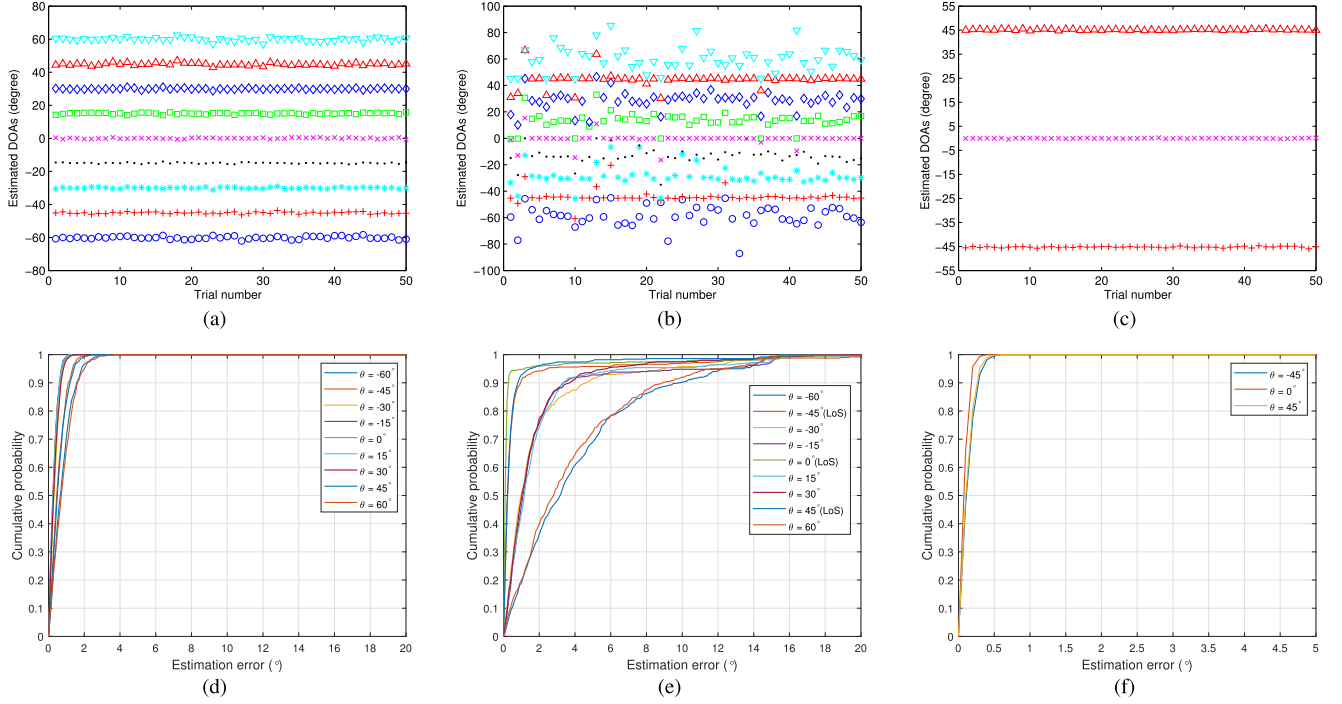 80
60
40
20
0
−20
−40
−60
−80
Estimated DOAs (degree)
0 10 20 30 40 50
Trial number
(a)
100
80
60
40
20
0
−20
−40
−60
−80
−100
Estimated DOAs (degree)
0 10 20 30 40 50
Trial number
(b)
55
45
35
25
15
5
−5
−15
−25
−35
−45
−55
Estimated DOAs (degree)
0 10 20 30 40 50
Trial number
(c)
1
0.9
0.8
0.7
0.6
0.5
0.4
0.3
0.2
0.1
0
Cumulative probability
θ = -60°
θ = -45°
θ = -30°
θ = -15°
θ = 0°
θ = 15°
θ = 30°
θ = 45°
θ = 60°
0 2 4 6 8 10 12 14 16 18 20
Estimation error (°)
(d)
1
0.9
0.8
0.7
0.6
0.5
0.4
0.3
0.2
0.1
0
Cumulative probability
θ = -60°
θ = -45°(LoS)
θ = -30°
θ = -15°
θ = 0°(LoS)
θ = 15°
θ = 30°
θ = 45°(LoS)
θ = 60°
0 2 4 6 8 10 12 14 16 18 20
Estimation error (°)
(e)
1
0.9
0.8
0.7
0.6
0.5
0.4
0.3
0.2
0.1
0
Cumulative probability
θ = -45°
θ = 0°
θ = 45°
0 0.5 1 1.5 2 2.5 3 3.5 4 4.5 5
Estimation error (°)
(f)